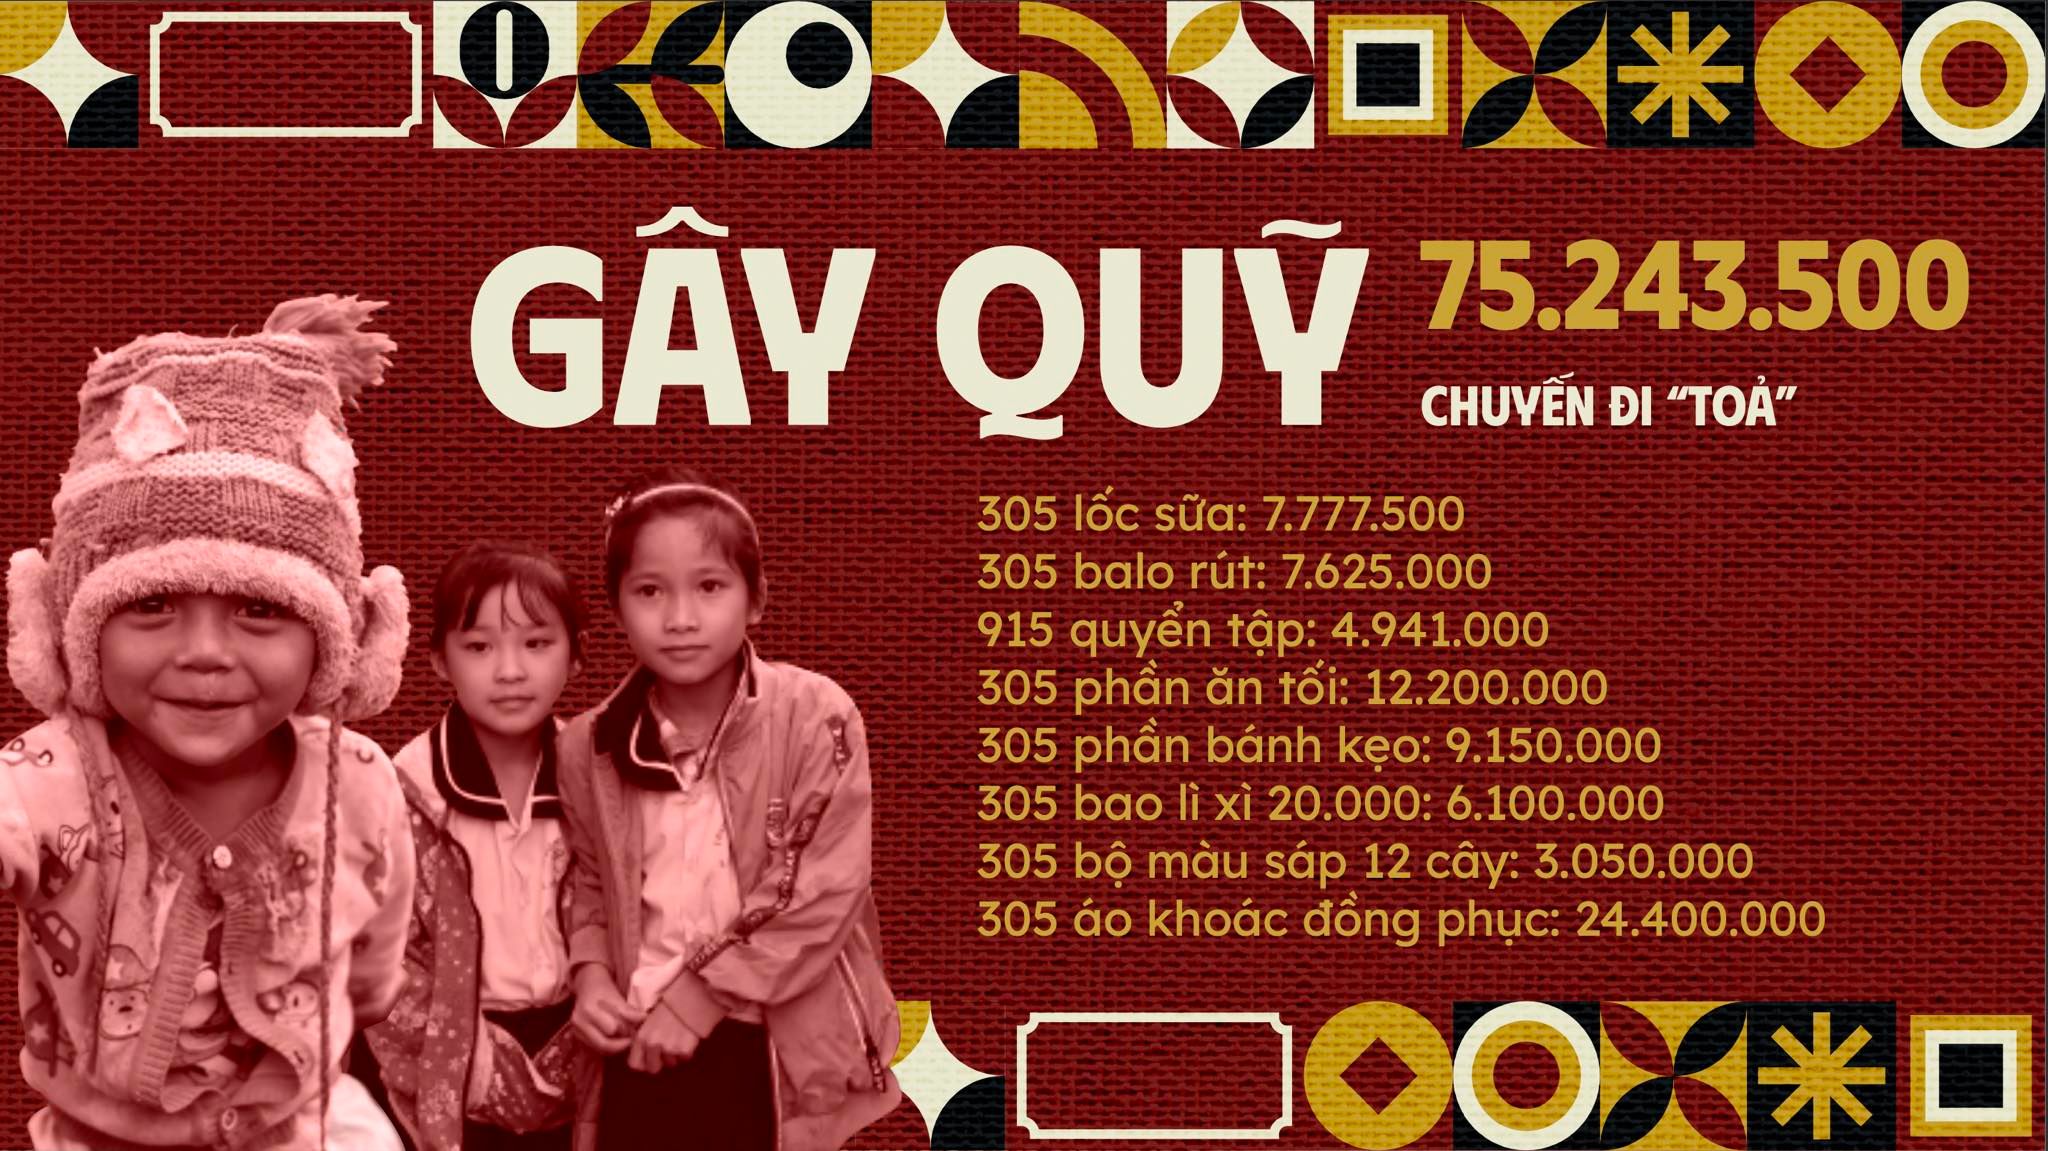 GÂY QUỸ
75.243.500
CHUYẾN ĐI “TOẢ”
305 lốc sữa: 7.777.500
305 balo rút: 7.625.000
915 quyển tập: 4.941.000
305 phần ăn tối: 12.200.000
305 phần bánh kẹo: 9.150.000
305 bao lì xì 20.000: 6.100.000
305 bộ màu sáp 12 cây: 3.050.000
305 áo khoác đồng phục: 24.400.000